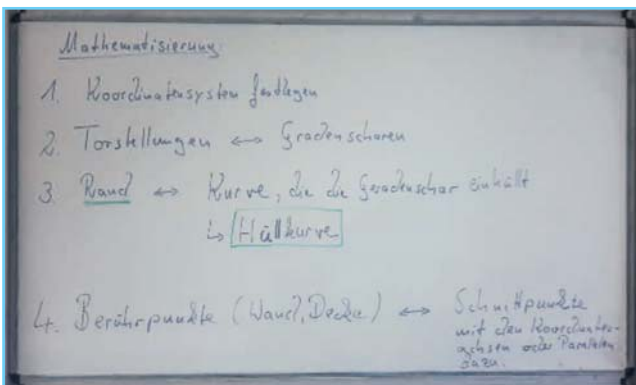 Mathematisierung
1. Koordinatensystem festlegen
2. Torstellungen ↔ Gradenscharen
3. Rand ↔ Kurve, die die Geradenschar einhüllt
↳ Hüllkurve
4. Berührpunkte (Wand, Decke) ↔ Schnittpunkte
mit den Koordinaten-
achsen oder Parallelen
dazu.